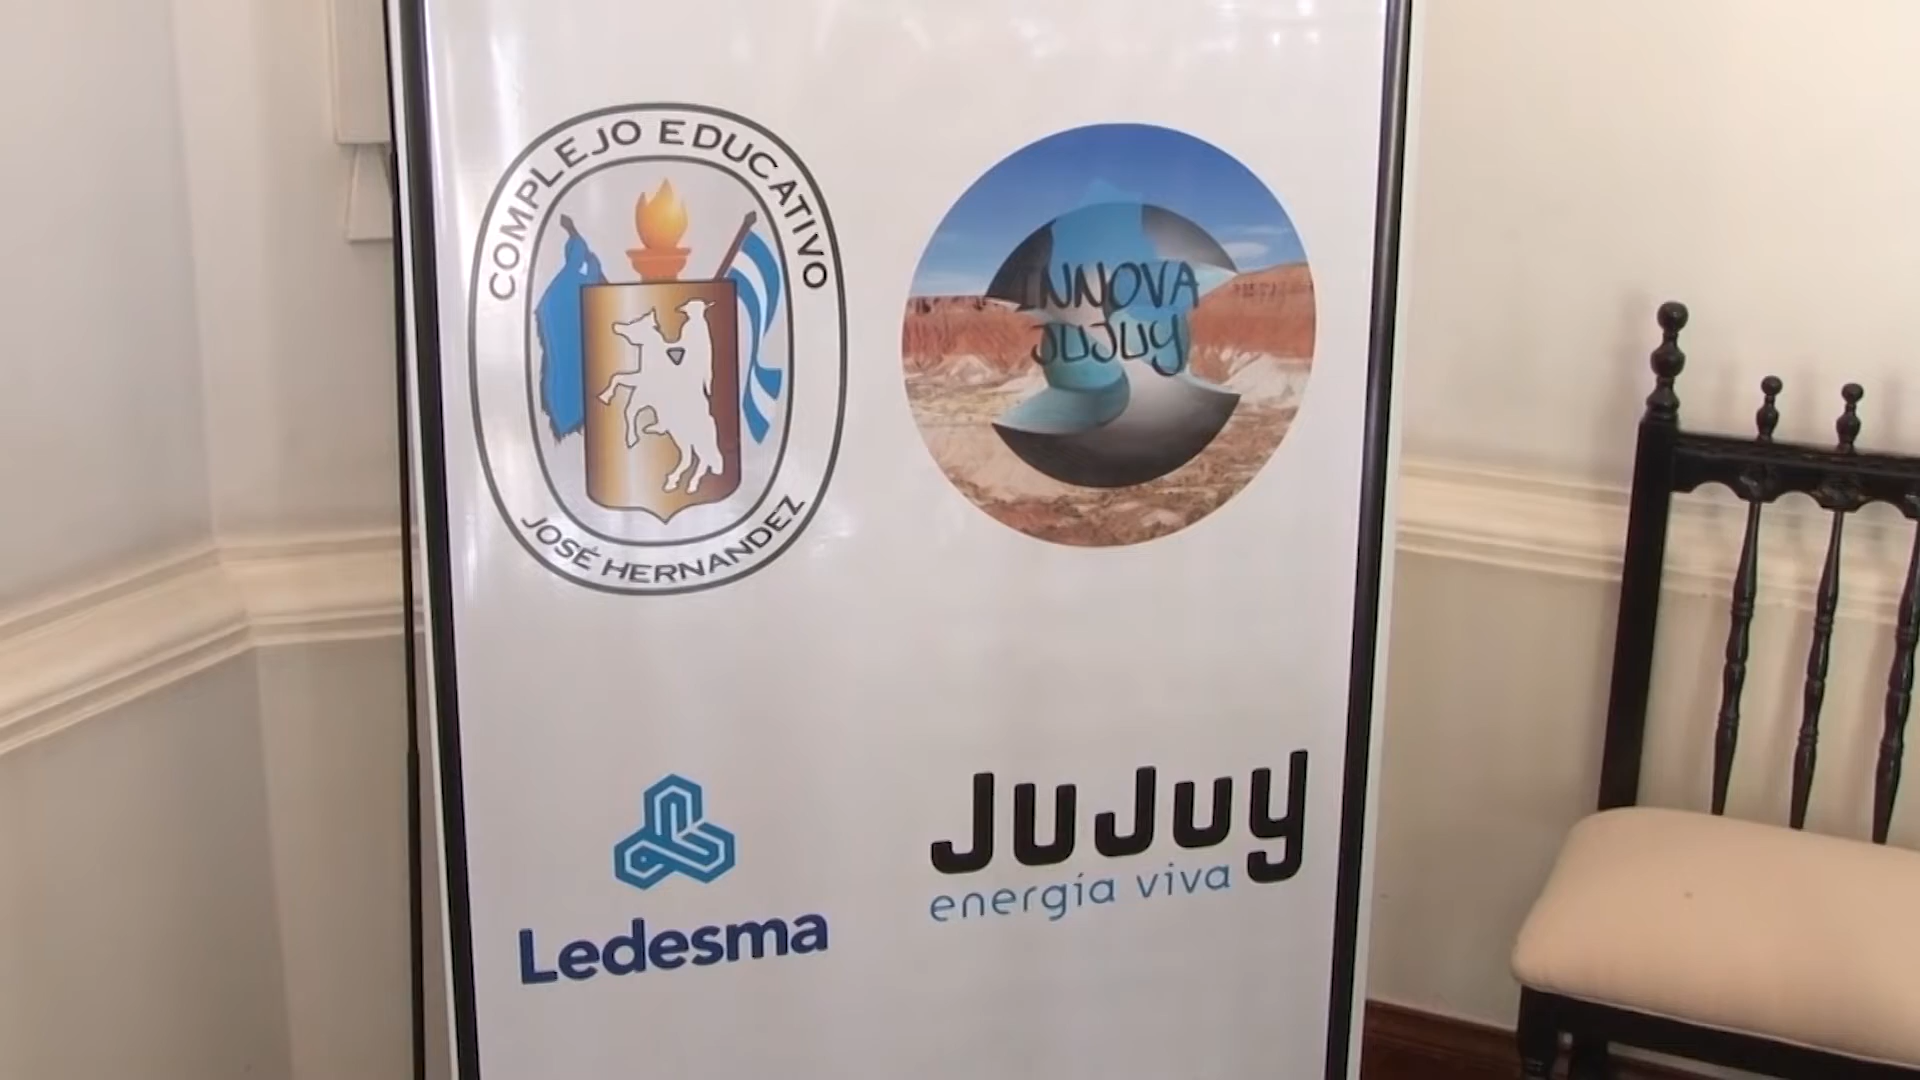 COMPLEJO EDUCATIVO
JOSÉ HERNANDEZ
INNOVA
JUJUY
Ledesma
Jujuy
energía viva